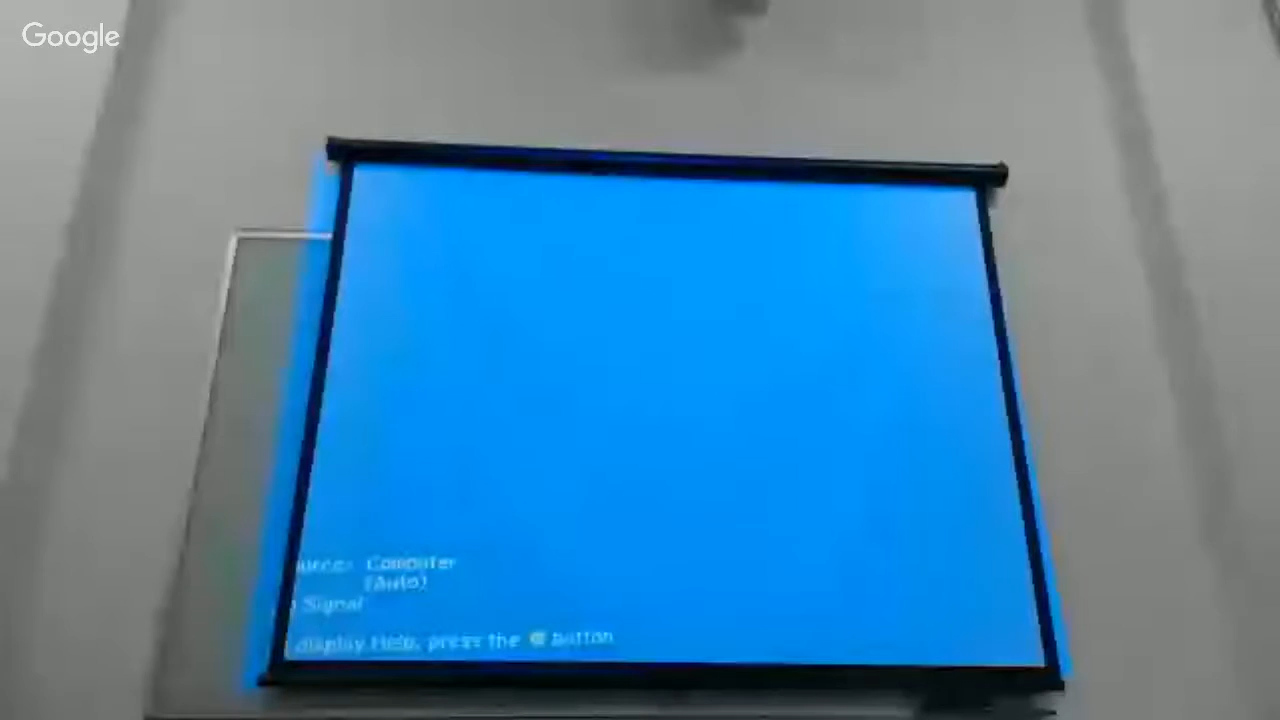 Google
Computer
(Auto)
Signal
display Help, press the button